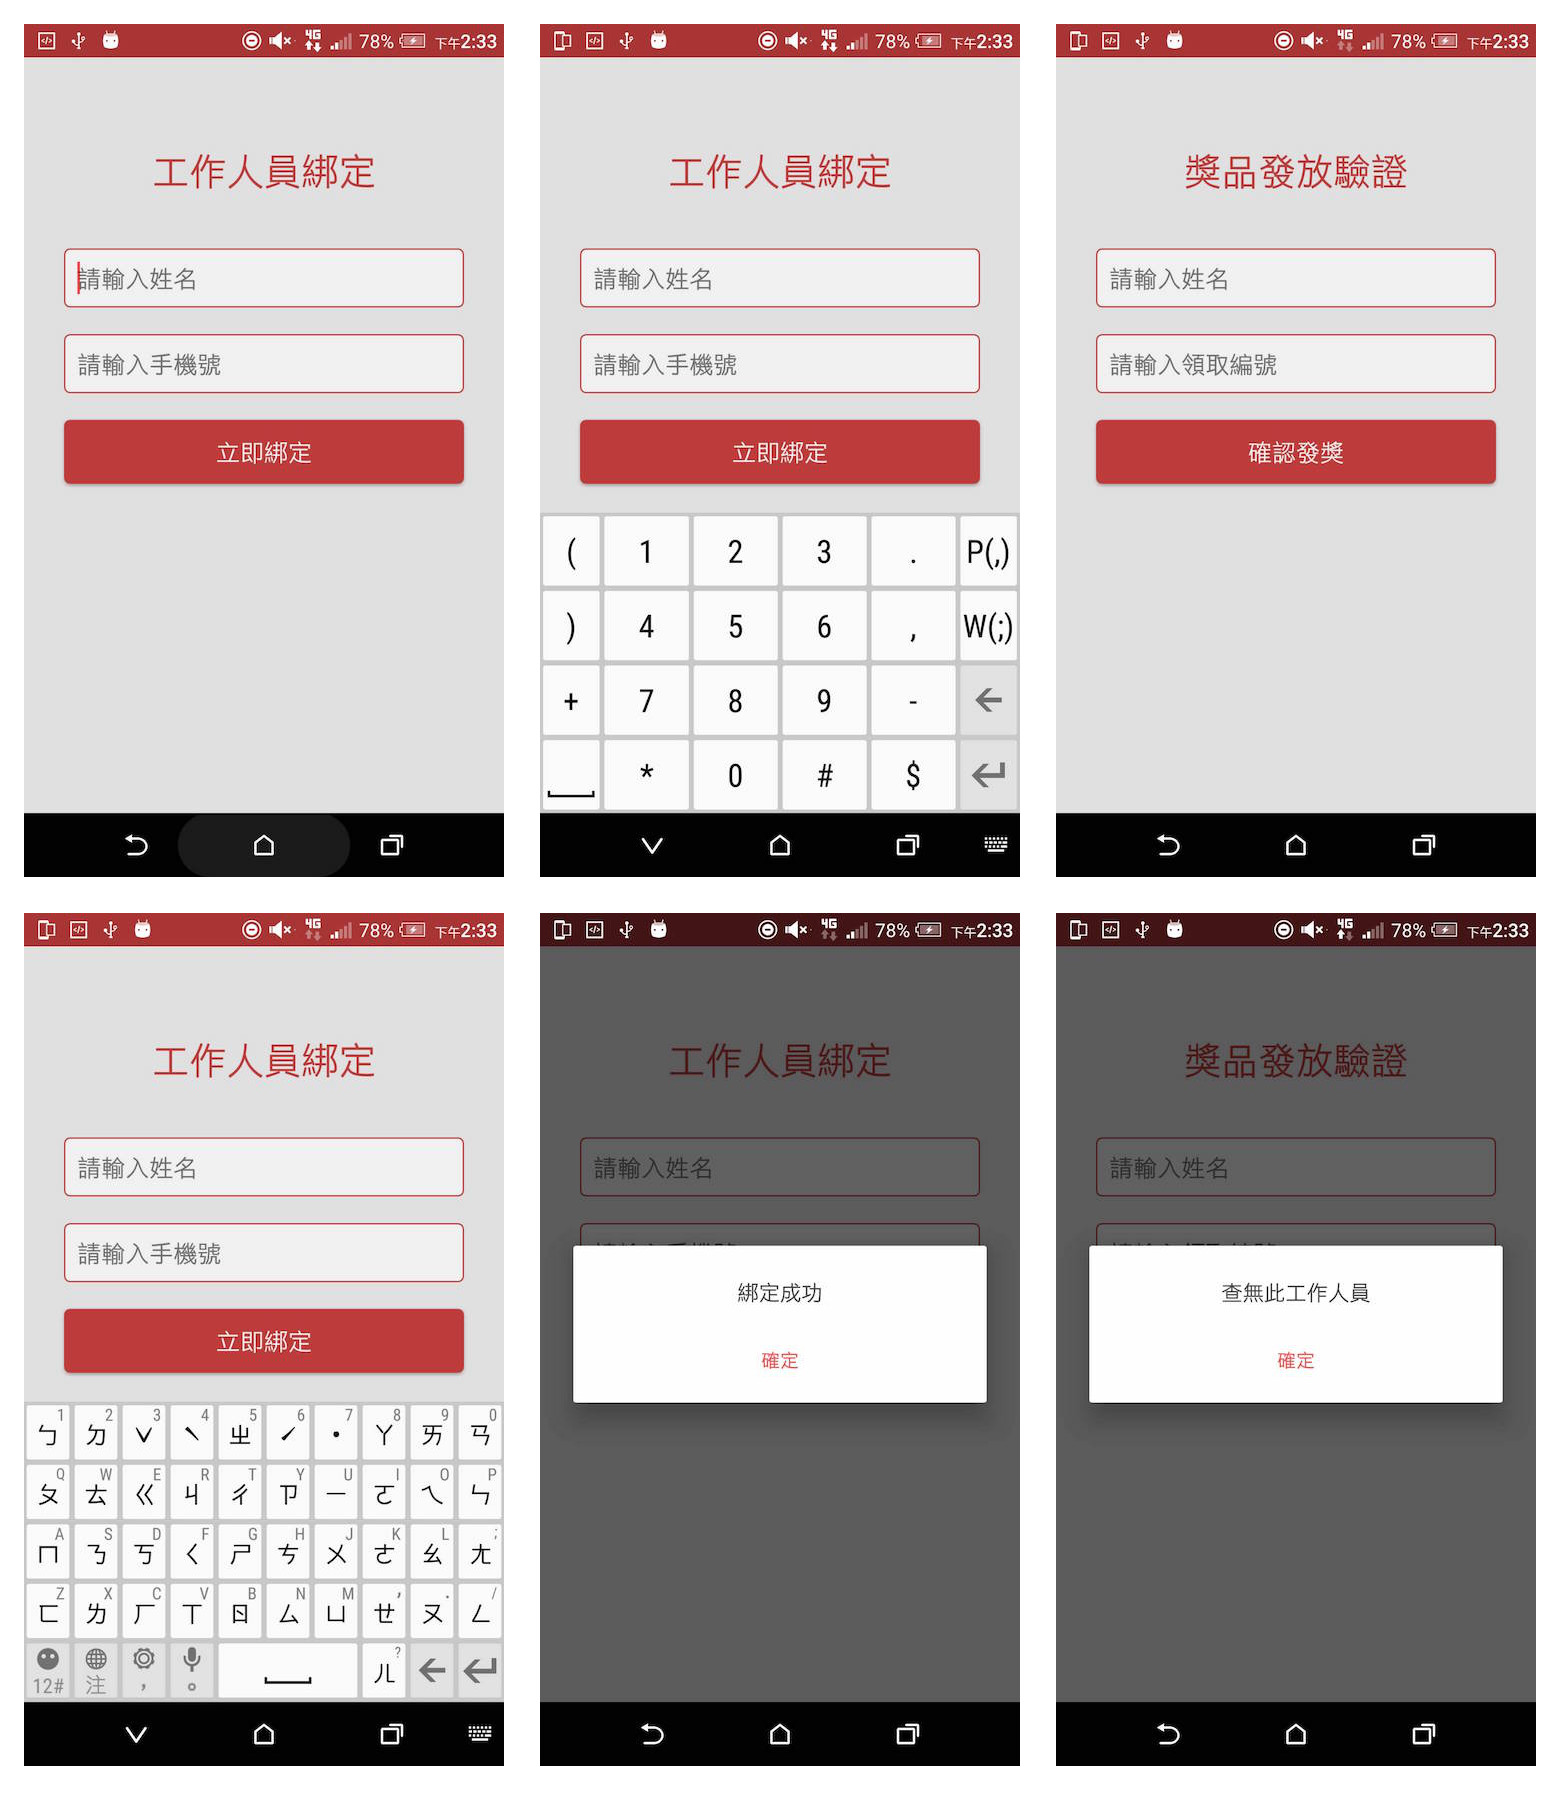 78% 下午2:33
工作人員綁定
請輸入姓名
請輸入手機號
立即綁定
78% 下午2:33
工作人員綁定
請輸入姓名
請輸入手機號
立即綁定
( 1 2 3 . P(,)
) 4 5 6 , W(;)
+ 7 8 9 -
* 0 # $
78% 下午2:33
獎品發放驗證
請輸入姓名
請輸入領取編號
確認發獎
78% 下午2:33
工作人員綁定
請輸入姓名
請輸入手機號
立即綁定
1 2 3 4 5 6 7 8 9 0
ㄅ ㄉ ˇ ˋ ㄓ ˊ ˙ ㄚ ㄞ ㄢ
Q W E R T Y U I O P
ㄆ ㄊ ㄍ ㄐ ㄔ ㄗ ㄧ ㄛ ㄟ ㄣ
A S D F G H J K L ;
ㄇ ㄋ ㄎ ㄑ ㄕ ㄘ ㄨ ㄜ ㄠ ㄤ
Z X C V B N M , . /
ㄈ ㄌ ㄏ ㄒ ㄖ ㄙ ㄩ ㄝ ㄡ ㄥ
?
12# 注 , 。 ㄦ
78% 下午2:33
工作人員綁定
請輸入姓名
綁定成功
確定
78% 下午2:33
獎品發放驗證
請輸入姓名
查無此工作人員
確定